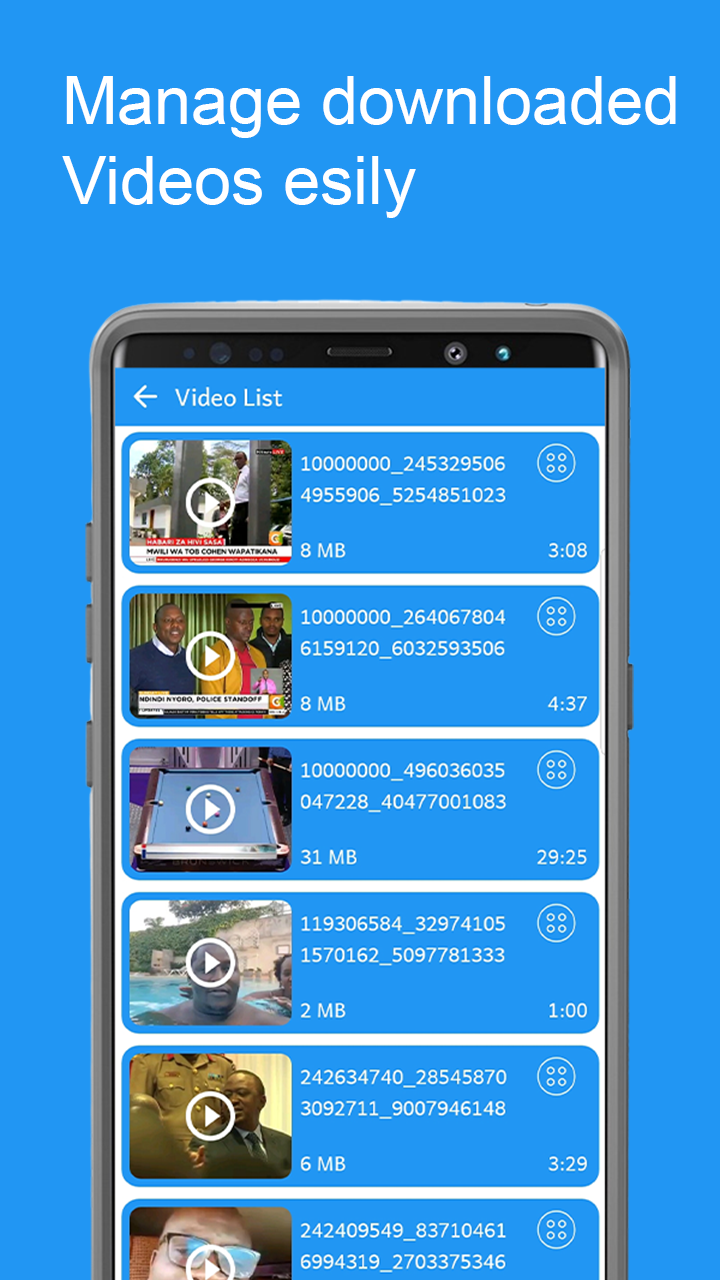 Manage downloaded
Videos esily
Video List
HABARI ZA HIVI SASA
MWILI WA TOB COHEN WAPATIKANA
10000000_245329506
4955906_5254851023
8 MB
3:08
NDINDI NYORO, POLICE STANDOFF
10000000_264067804
6159120_6032593506
8 MB
4:37
10000000_496036035
047228_40477001083
31 MB
29:25
BRUNSWICK
119306584_32974105
1570162_5097781333
2 MB
1:00
242634740_28545870
3092711_9007946148
6 MB
3:29
242409549_83710461
6994319_2703375346